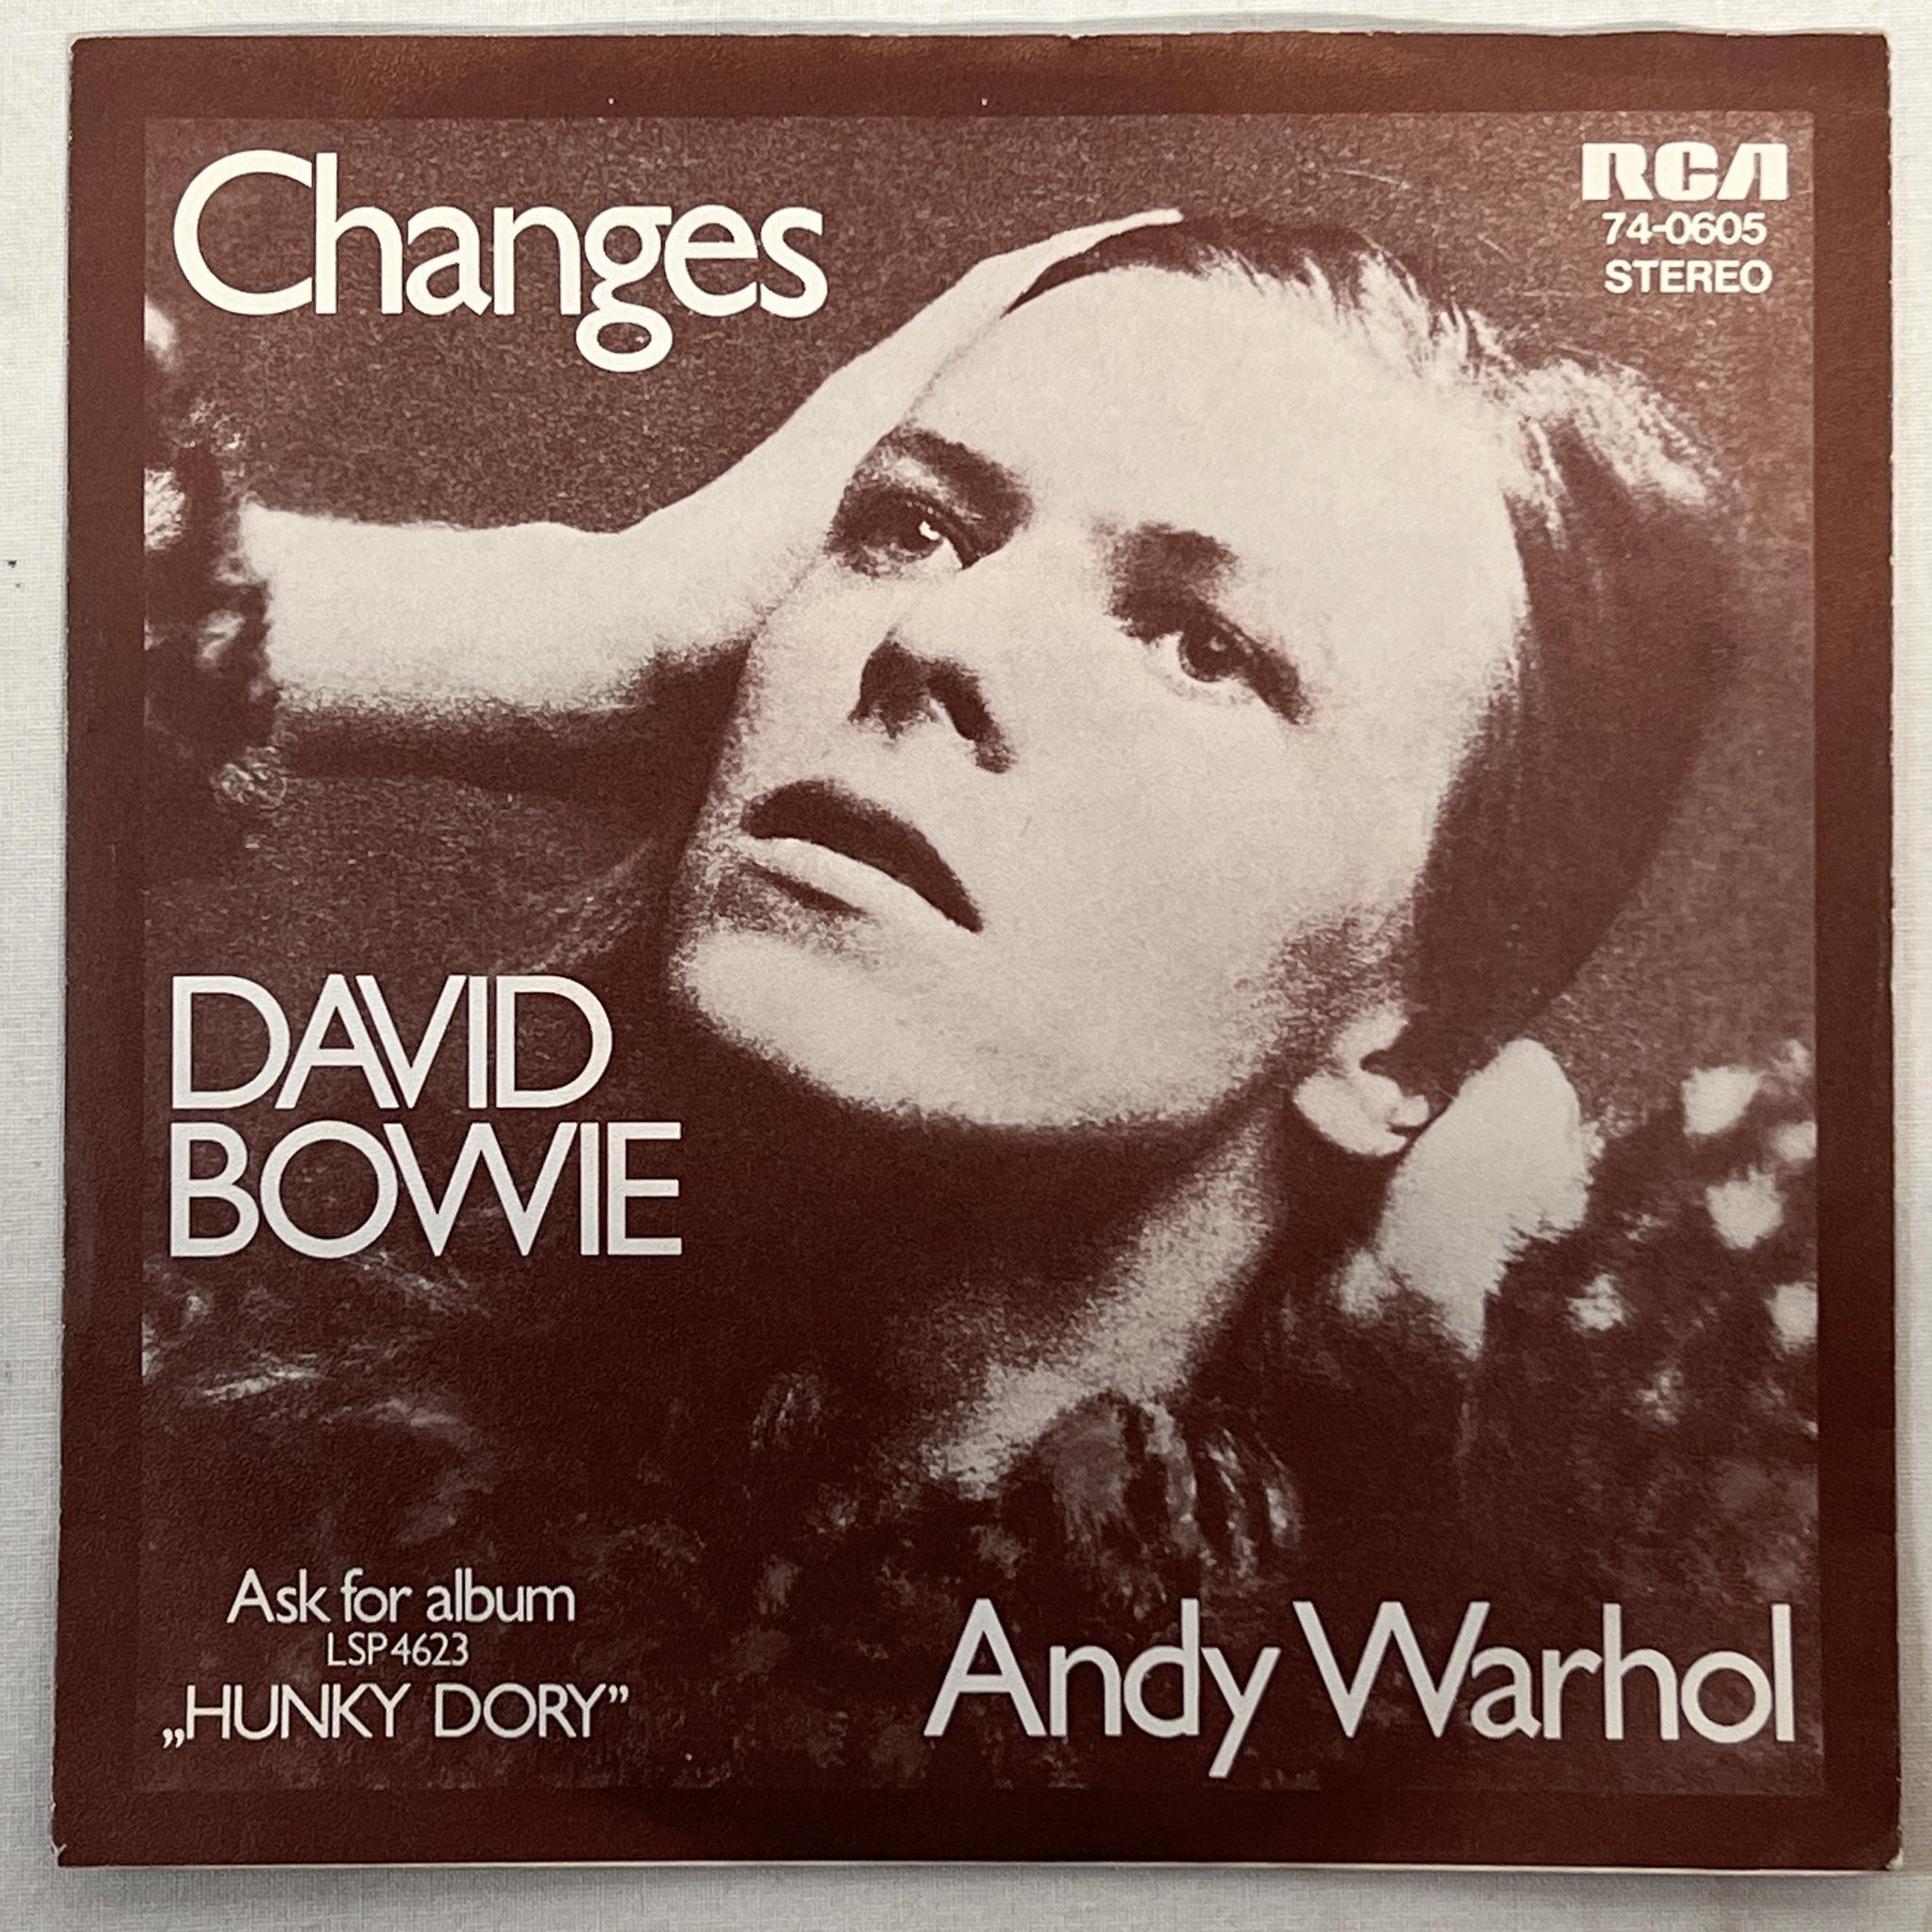 Changes
RCA
74-0605
STEREO
DAVID
BOWIE
Ask for album
LSP 4623
„HUNKY DORY”
Andy Warhol